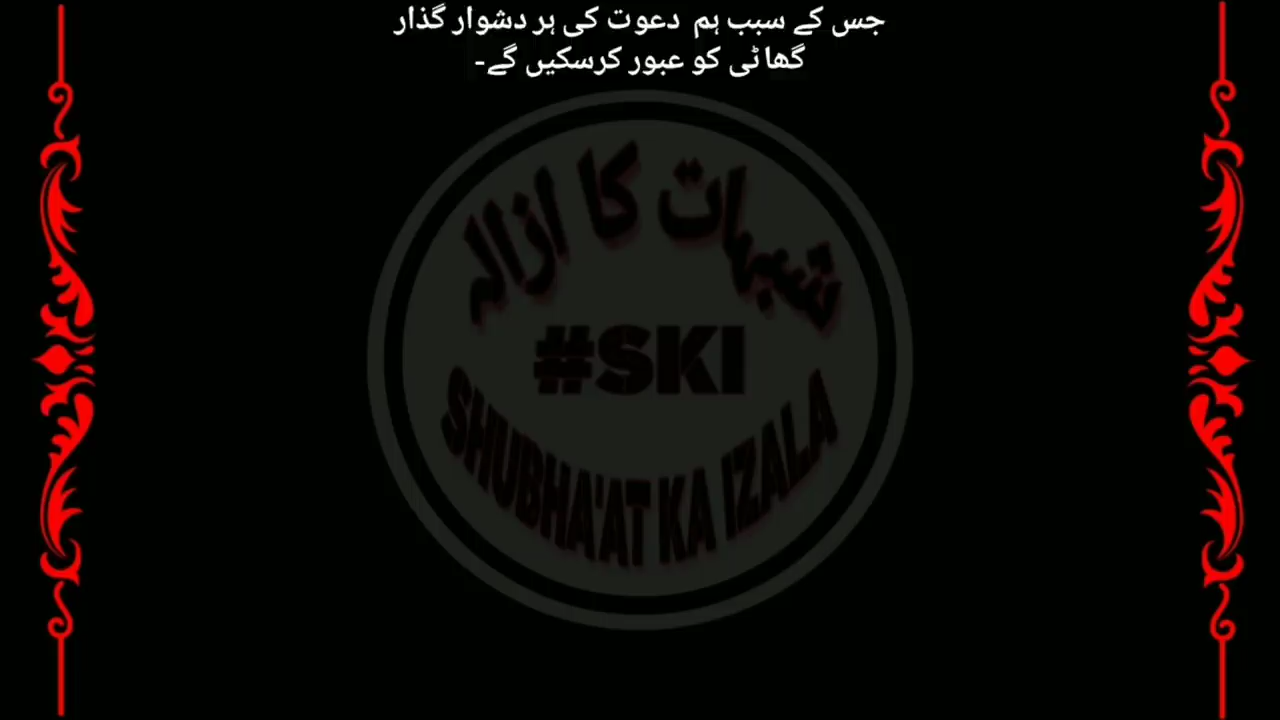 جس کے سبب ہم دعوت کی ہر دشوار گذار
گھاٹی کو عبور کرسکیں گے۔
شبہات کا ازالہ
#SKI
SHUBHA'AT KA IZALA